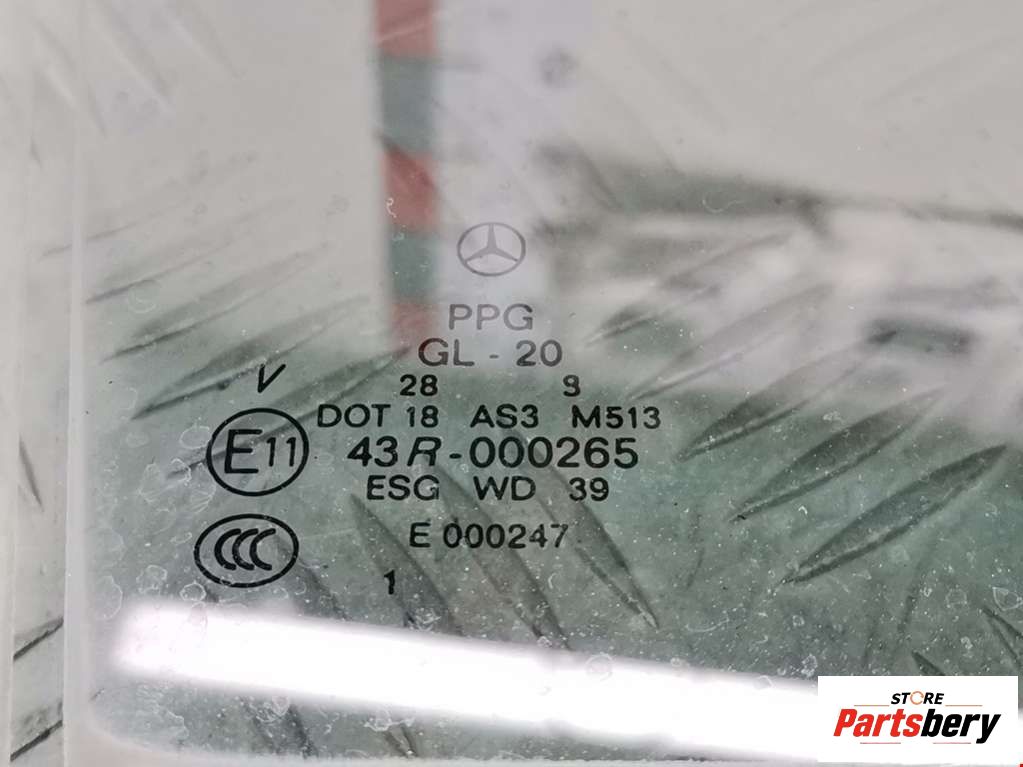 PPG
GL - 20
28 9
V
DOT 18 AS3 M513
E11 43R-000265
ESG WD 39
CCC E 000247
1
STORE
Partsbery